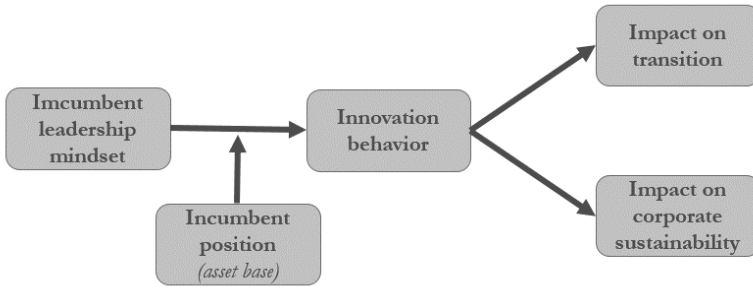 Imcumbent
leadership
mindset
Incumbent
position
(asset base)
Innovation
behavior
Impact on
transition
Impact on
corporate
sustainability